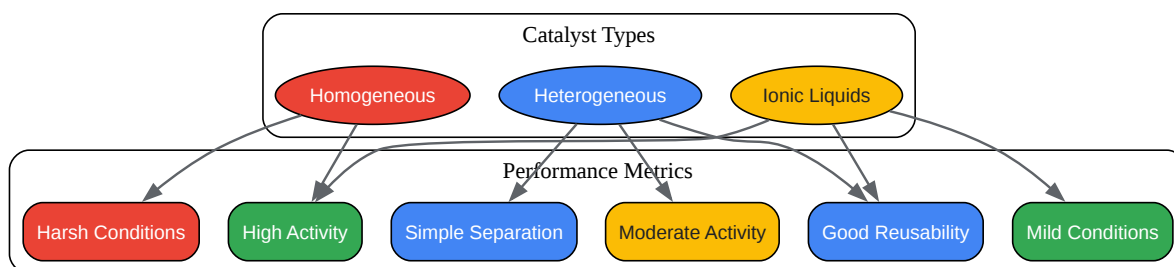 Catalyst Types
Homogeneous
Heterogeneous
Ionic Liquids
Performance Metrics
Harsh Conditions
High Activity
Simple Separation
Moderate Activity
Good Reusability
Mild Conditions